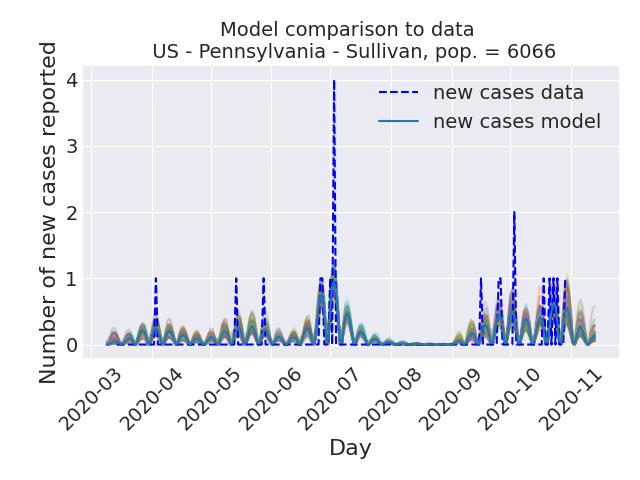 Model comparison to data
US - Pennsylvania - Sullivan, pop. = 6066
Number of new cases reported
4
3
2
1
0
new cases data
new cases model
2020-03
2020-04
2020-05
2020-06
2020-07
2020-08
2020-09
2020-10
2020-11
Day